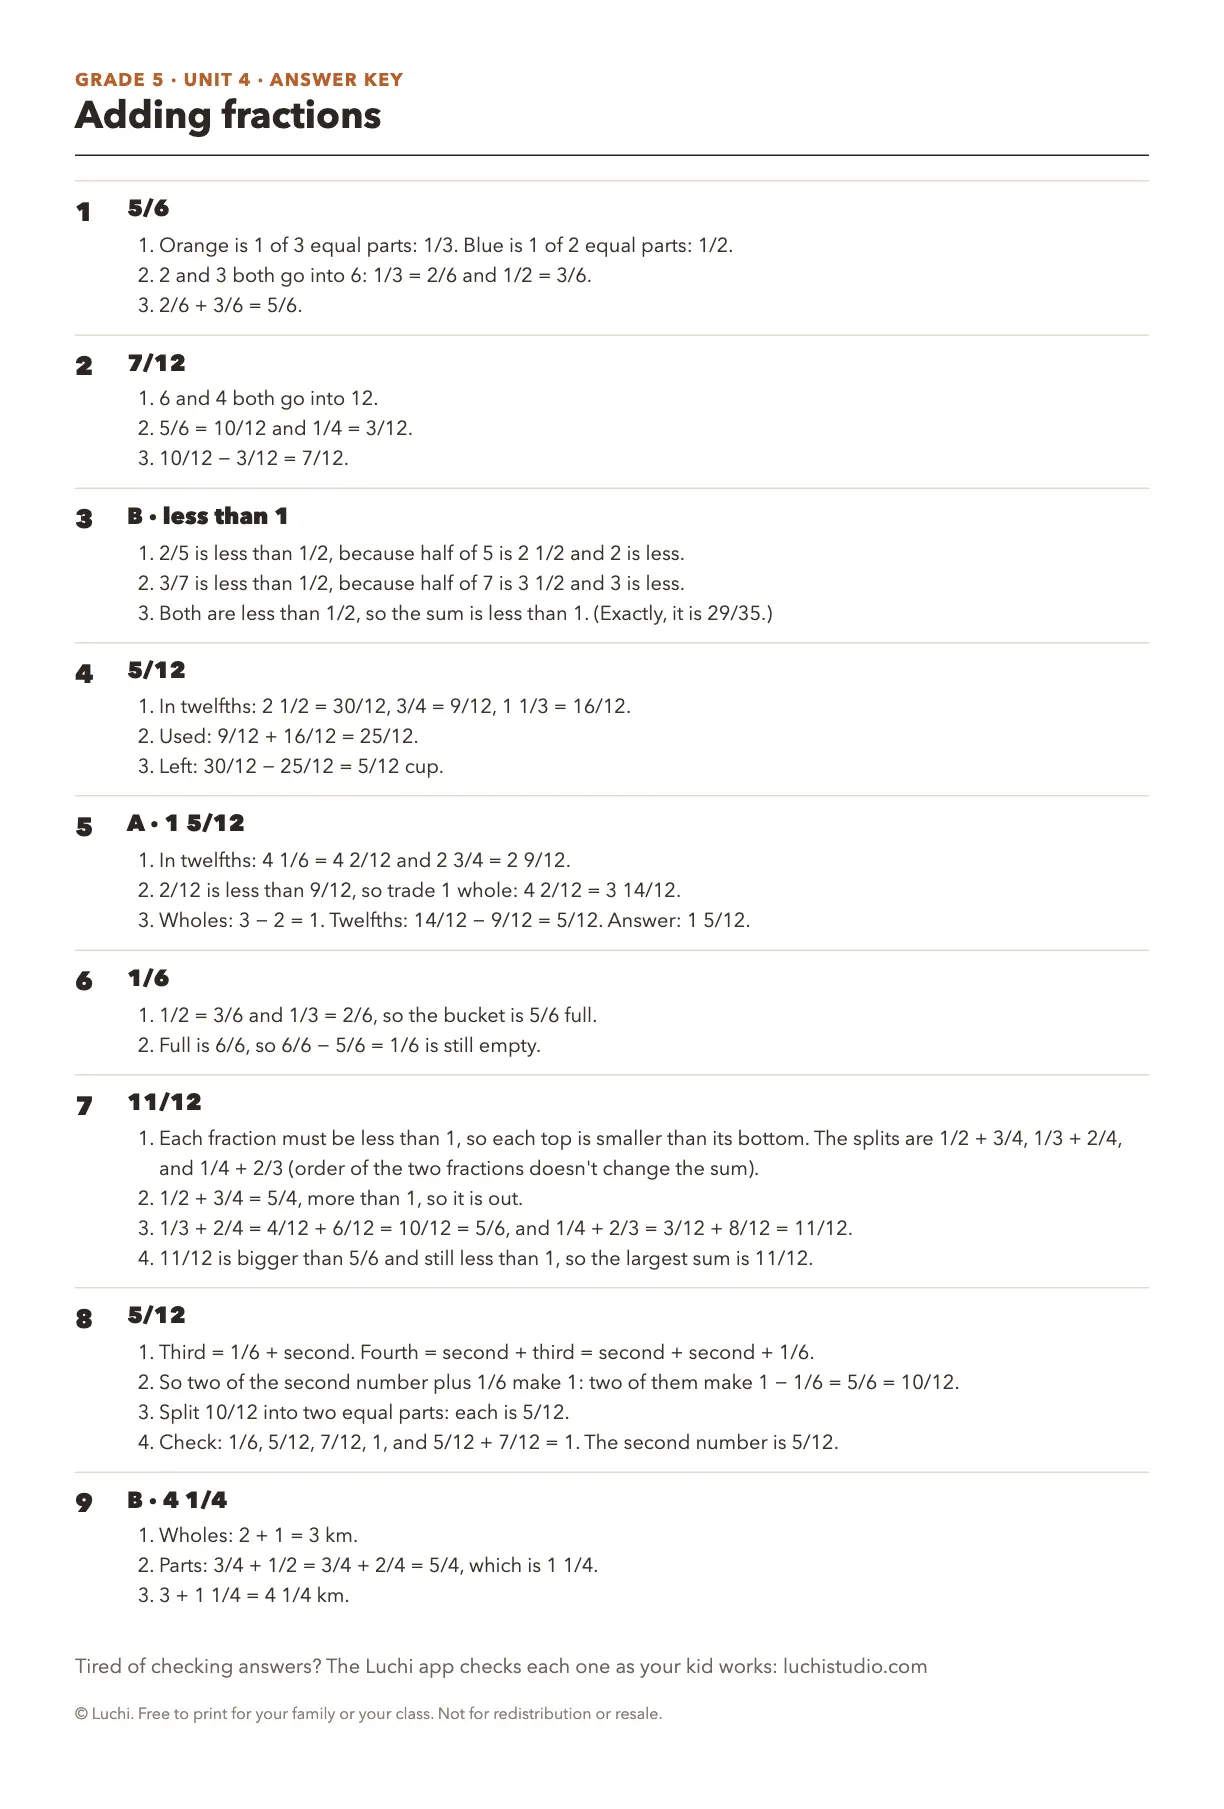 GRADE 5 · UNIT 4 · ANSWER KEY
Adding fractions
1 5/6
1. Orange is 1 of 3 equal parts: 1/3. Blue is 1 of 2 equal parts: 1/2.
2. 2 and 3 both go into 6: 1/3 = 2/6 and 1/2 = 3/6.
3. 2/6 + 3/6 = 5/6.
2 7/12
1. 6 and 4 both go into 12.
2. 5/6 = 10/12 and 1/4 = 3/12.
3. 10/12 − 3/12 = 7/12.
3 B · less than 1
1. 2/5 is less than 1/2, because half of 5 is 2 1/2 and 2 is less.
2. 3/7 is less than 1/2, because half of 7 is 3 1/2 and 3 is less.
3. Both are less than 1/2, so the sum is less than 1. (Exactly, it is 29/35.)
4 5/12
1. In twelfths: 2 1/2 = 30/12, 3/4 = 9/12, 1 1/3 = 16/12.
2. Used: 9/12 + 16/12 = 25/12.
3. Left: 30/12 − 25/12 = 5/12 cup.
5 A · 1 5/12
1. In twelfths: 4 1/6 = 4 2/12 and 2 3/4 = 2 9/12.
2. 2/12 is less than 9/12, so trade 1 whole: 4 2/12 = 3 14/12.
3. Wholes: 3 − 2 = 1. Twelfths: 14/12 − 9/12 = 5/12. Answer: 1 5/12.
6 1/6
1. 1/2 = 3/6 and 1/3 = 2/6, so the bucket is 5/6 full.
2. Full is 6/6, so 6/6 − 5/6 = 1/6 is still empty.
7 11/12
1. Each fraction must be less than 1, so each top is smaller than its bottom. The splits are 1/2 + 3/4, 1/3 + 2/4,
and 1/4 + 2/3 (order of the two fractions doesn't change the sum).
2. 1/2 + 3/4 = 5/4, more than 1, so it is out.
3. 1/3 + 2/4 = 4/12 + 6/12 = 10/12 = 5/6, and 1/4 + 2/3 = 3/12 + 8/12 = 11/12.
4. 11/12 is bigger than 5/6 and still less than 1, so the largest sum is 11/12.
8 5/12
1. Third = 1/6 + second. Fourth = second + third = second + second + 1/6.
2. So two of the second number plus 1/6 make 1: two of them make 1 − 1/6 = 5/6 = 10/12.
3. Split 10/12 into two equal parts: each is 5/12.
4. Check: 1/6, 5/12, 7/12, 1, and 5/12 + 7/12 = 1. The second number is 5/12.
9 B · 4 1/4
1. Wholes: 2 + 1 = 3 km.
2. Parts: 3/4 + 1/2 = 3/4 + 2/4 = 5/4, which is 1 1/4.
3. 3 + 1 1/4 = 4 1/4 km.
Tired of checking answers? The Luchi app checks each one as your kid works: luchistudio.com
© Luchi. Free to print for your family or your class. Not for redistribution or resale.